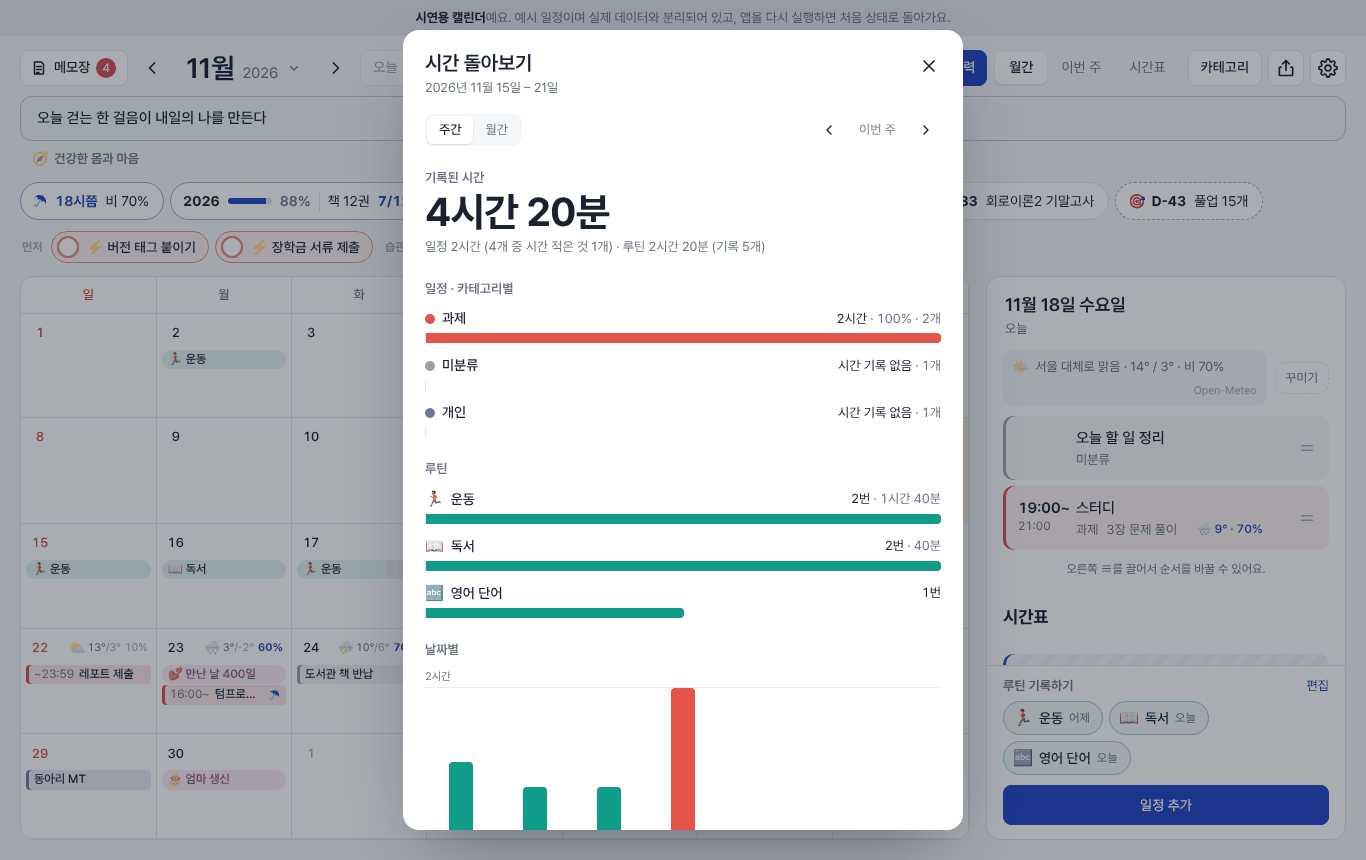 시연용 캘린더예요. 예시 일정이며 실제 데이터와 분리되어 있고, 앱을 다시 실행하면 처음 상태로 돌아가요.
메모장 4
11월 2026
오늘
월간 이번 주 시간표 카테고리
오늘 걷는 한 걸음이 내일의 나를 만든다
🧭 건강한 몸과 마음
☂️ 18시쯤 비 70%
2026 88% 책 12권
회로이론2 기말고사
🎯 D-43 풀업 15개
먼저 ⚡ 버전 태그 붙이기 ⚡ 장학금 서류 제출
일 월 화
1 2 3
🏃 운동
8 9 10
15 16 17
🏃 운동 📖 독서 🏃 운동
22 13°/3° 10% 23 3°/-2° 60% 24 10°/6°
~23:59 레포트 제출 💞 만난 날 400일 도서관 책 반납
16:00~ 텀프로... ☂️
29 30 1
동아리 MT 엄마 생신
시간 돌아보기
2026년 11월 15일 – 21일
주간 월간
이번 주
기록된 시간
4시간 20분
일정 2시간 (4개 중 시간 적은 것 1개) · 루틴 2시간 20분 (기록 5개)
일정 · 카테고리별
과제 2시간 · 100% · 2개
미분류 시간 기록 없음 · 1개
개인 시간 기록 없음 · 1개
루틴
🏃 운동 2번 · 1시간 40분
📖 독서 2번 · 40분
🔤 영어 단어 1번
날짜별
2시간
11월 18일 수요일
오늘
🌤️ 서울 대체로 맑음 · 14° / 3° · 비 70%
Open-Meteo
꾸미기
오늘 할 일 정리
미분류
19:00~ 스터디
21:00 과제 3장 문제 풀이 9° · 70%
오른쪽 ≡를 끌어서 순서를 바꿀 수 있어요.
시간표
루틴 기록하기 편집
🏃 운동 어제 📖 독서 오늘
🔤 영어 단어 오늘
일정 추가